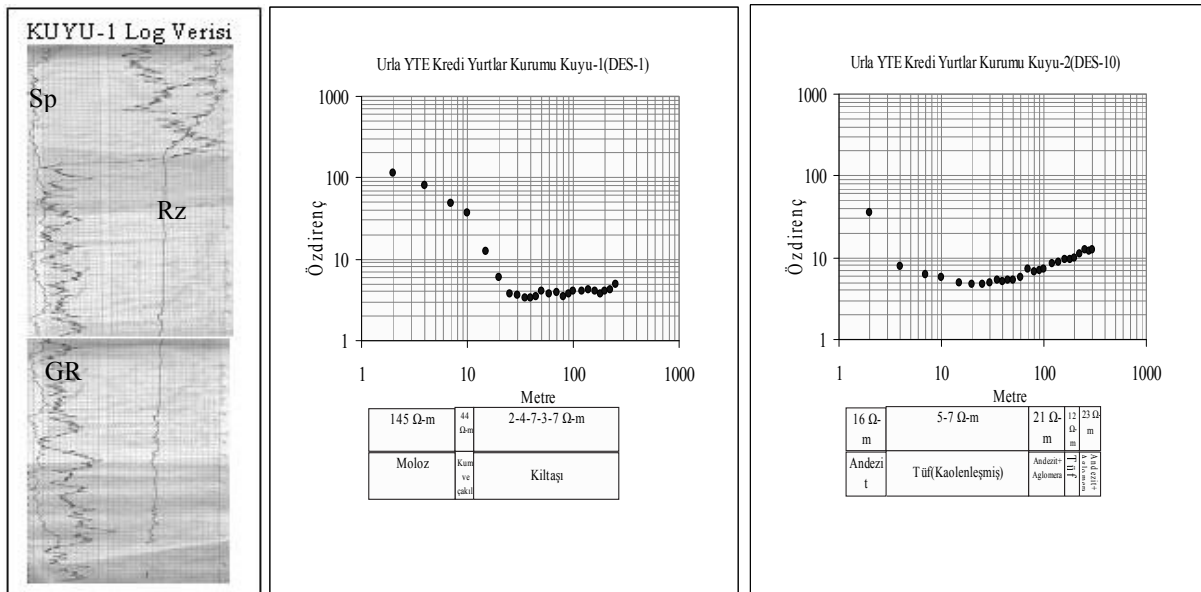 KUYU-1 Log Verisi
Sp
Rz
GR
Urla YTE Kredi Yurtlar Kurumu Kuyu-1(DES-1)
Özdirenç
1000
100
10
1
1 10 100 1000
Metre
145 Ω-m
44 Ω-m
2-4-7-3-7 Ω-m
Moloz
Kum
ve
çakıl
Kiltaşı
Urla YTE Kredi Yurtlar Kurumu Kuyu-2(DES-10)
Özdirenç
1000
100
10
1
1 10 100 1000
Metre
16 Ω-
m
5-7 Ω-m
21 Ω-
m
12
Ω-
m
23 Ω-
m
Andezi
t
Tüf(Kaolenleşmiş)
Andezit+
Aglomera
Tüf
Andezit+